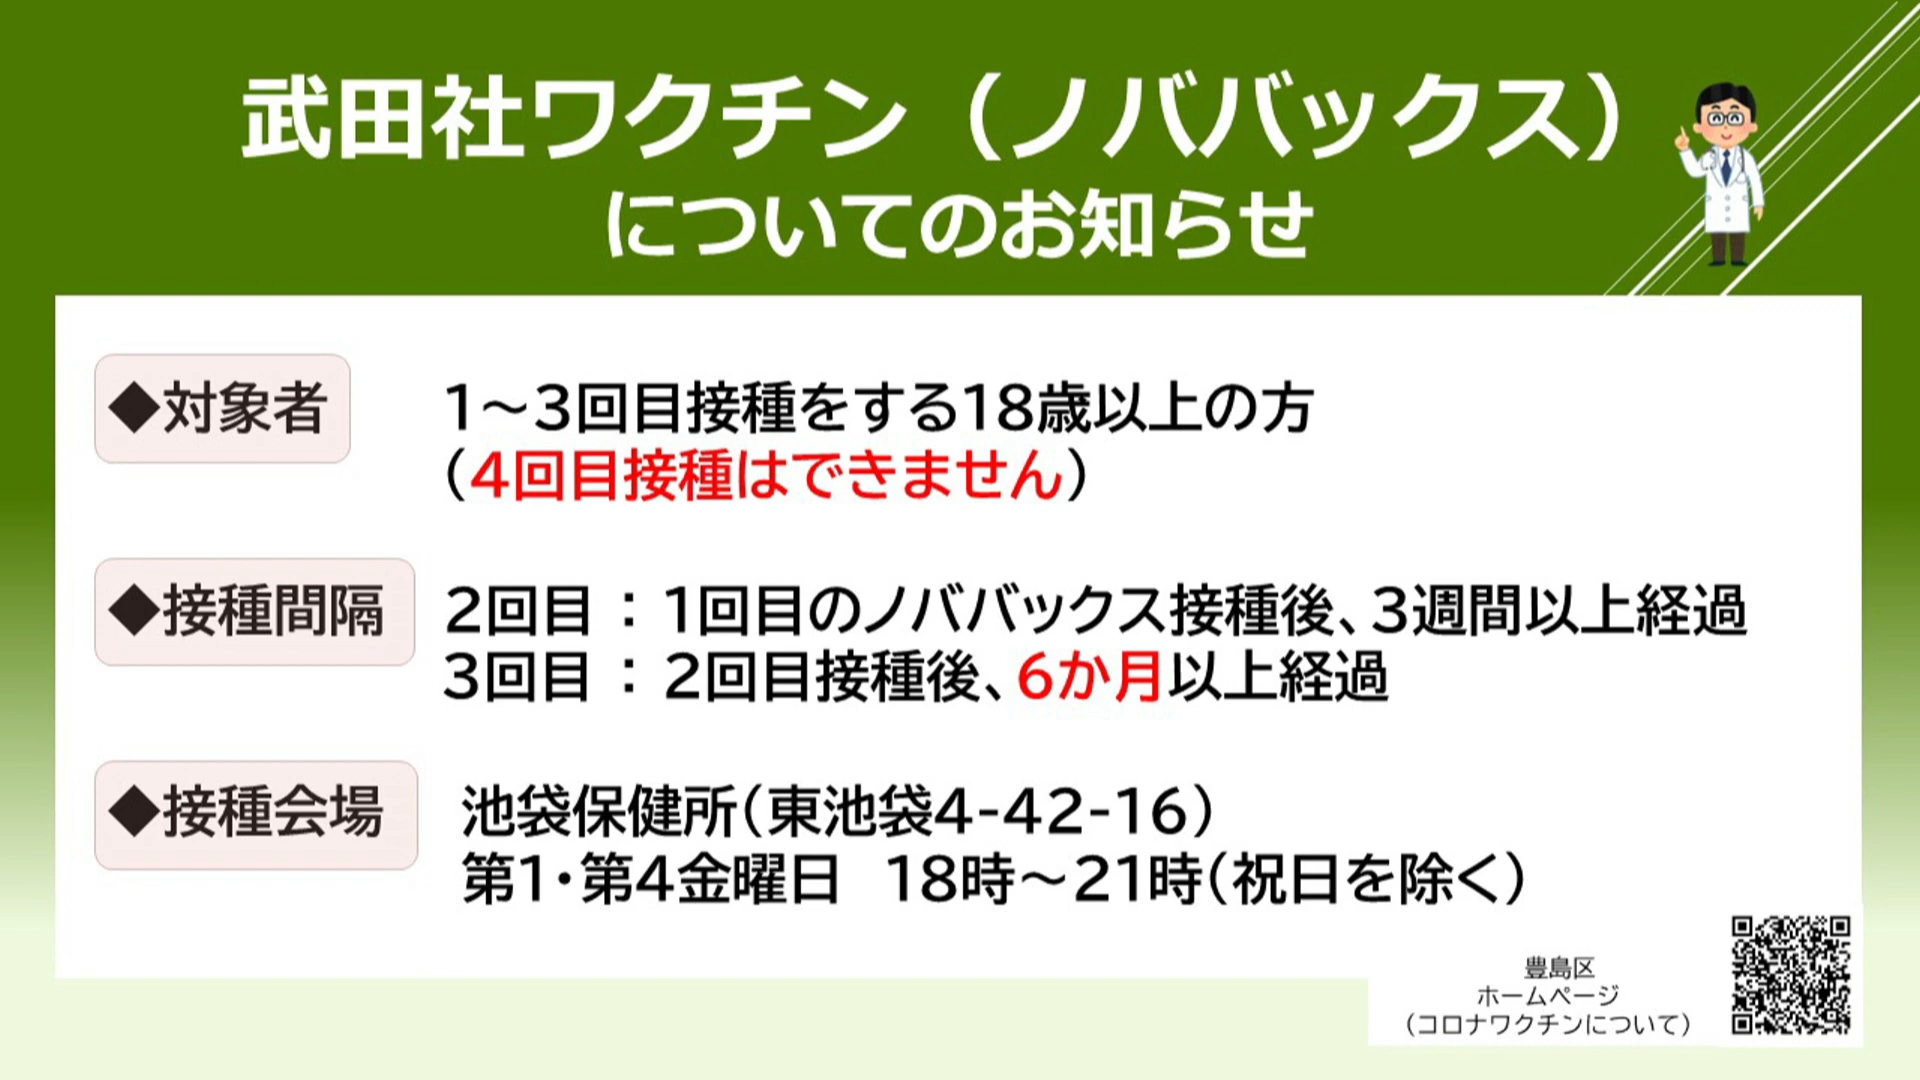 武田社ワクチン（ノババックス）
についてのお知らせ
◆対象者
1～3回目接種をする18歳以上の方
（4回目接種はできません）
◆接種間隔
2回目：1回目のノババックス接種後、3週間以上経過
3回目：2回目接種後、6か月以上経過
◆接種会場
池袋保健所（東池袋4-42-16）
第1・第4金曜日　18時～21時（祝日を除く）
豊島区
ホームページ
（コロナワクチンについて）